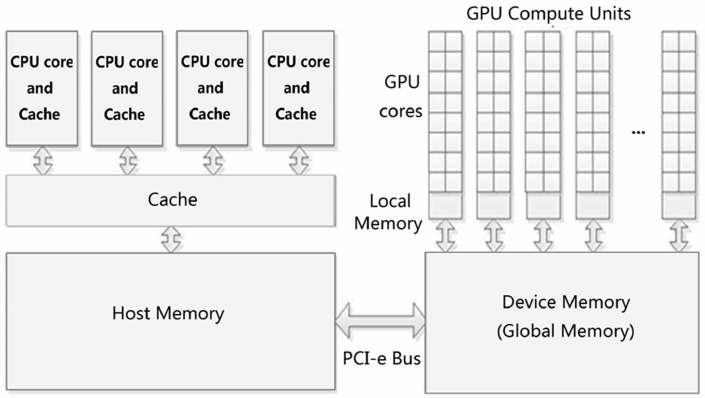 GPU Compute Units
CPU core
and
Cache
CPU core
and
Cache
CPU core
and
Cache
CPU core
and
Cache
GPU
cores
...
Cache
Local
Memory
Host Memory
PCI-e Bus
Device Memory
(Global Memory)